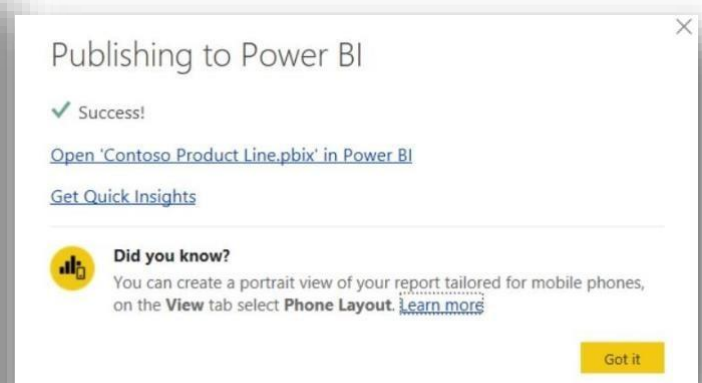 Publishing to Power BI
Success!
Open 'Contoso Product Line.pbix' in Power BI
Get Quick Insights
Did you know?
You can create a portrait view of your report tailored for mobile phones,
on the View tab select Phone Layout. Learn more
Got it